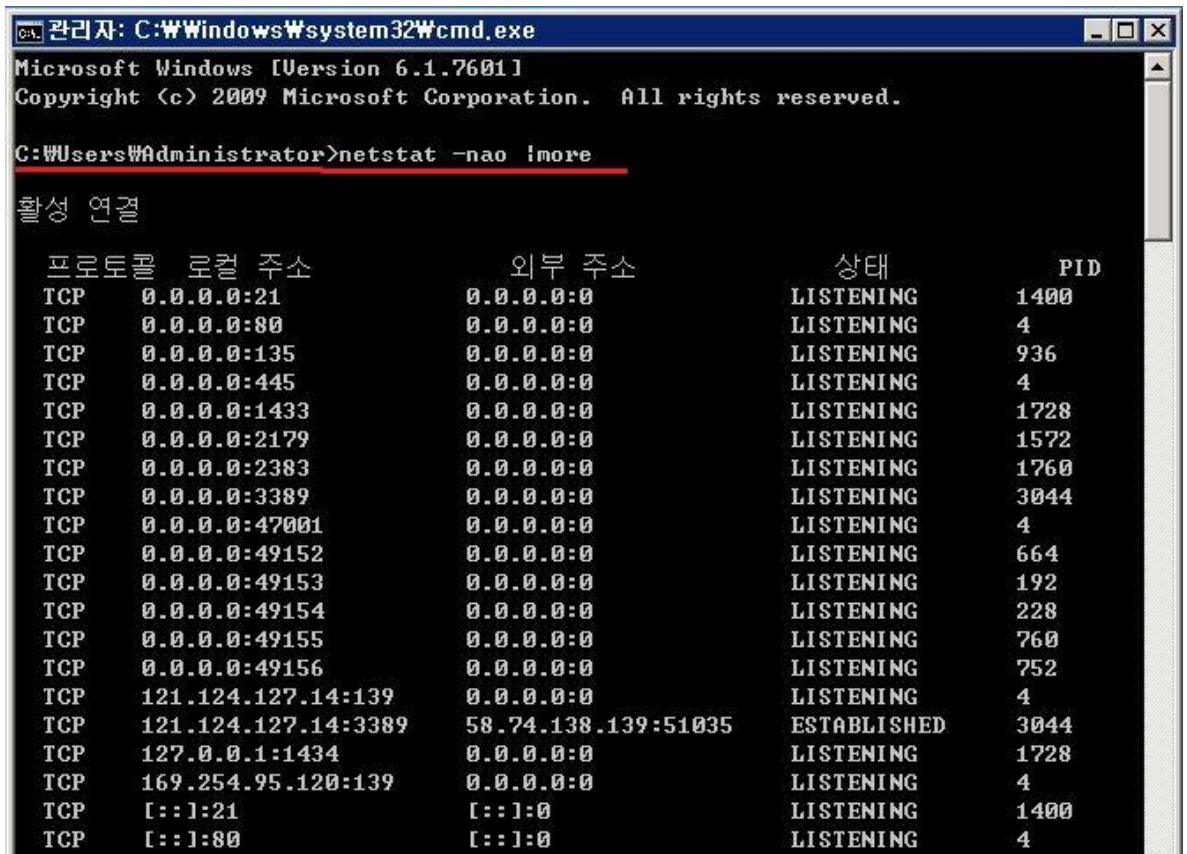 관리자: C:₩Windows₩system32₩cmd.exe
Microsoft Windows [Version 6.1.7601]
Copyright (c) 2009 Microsoft Corporation.  All rights reserved.
C:₩Users₩Administrator>netstat -nao |more
활성 연결
프로토콜  로컬 주소  외부 주소  상태  PID
TCP  0.0.0.0:21  0.0.0.0:0  LISTENING  1400
TCP  0.0.0.0:80  0.0.0.0:0  LISTENING  4
TCP  0.0.0.0:135  0.0.0.0:0  LISTENING  936
TCP  0.0.0.0:445  0.0.0.0:0  LISTENING  4
TCP  0.0.0.0:1433  0.0.0.0:0  LISTENING  1728
TCP  0.0.0.0:2179  0.0.0.0:0  LISTENING  1572
TCP  0.0.0.0:2383  0.0.0.0:0  LISTENING  1760
TCP  0.0.0.0:3389  0.0.0.0:0  LISTENING  3044
TCP  0.0.0.0:47001  0.0.0.0:0  LISTENING  4
TCP  0.0.0.0:49152  0.0.0.0:0  LISTENING  664
TCP  0.0.0.0:49153  0.0.0.0:0  LISTENING  192
TCP  0.0.0.0:49154  0.0.0.0:0  LISTENING  228
TCP  0.0.0.0:49155  0.0.0.0:0  LISTENING  760
TCP  0.0.0.0:49156  0.0.0.0:0  LISTENING  752
TCP  121.124.127.14:139  0.0.0.0:0  LISTENING  4
TCP  121.124.127.14:3389  58.74.138.139:51035  ESTABLISHED  3044
TCP  127.0.0.1:1434  0.0.0.0:0  LISTENING  1728
TCP  169.254.95.120:139  0.0.0.0:0  LISTENING  4
TCP  [::]:21  [::]:0  LISTENING  1400
TCP  [::]:80  [::]:0  LISTENING  4